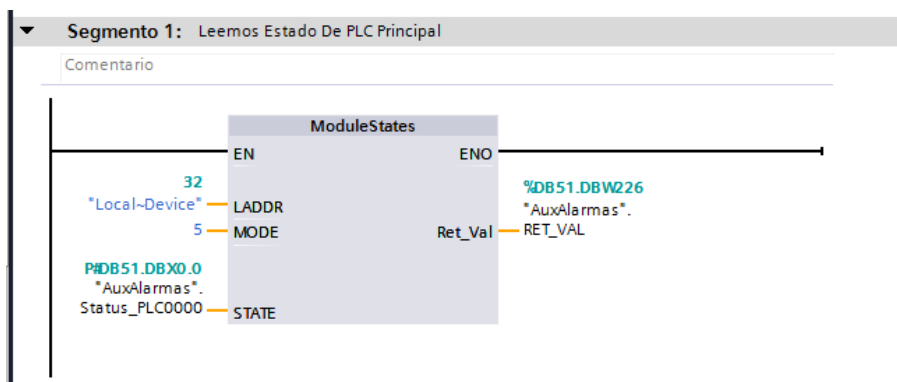 Segmento 1: Leemos Estado De PLC Principal
Comentario
ModuleStates
EN ENO
32
"Local~Device" LADDR
%DB51.DBW226
"AuxAlarmas".
5 MODE Ret_Val RET_VAL
P#DB51.DBX0.0
"AuxAlarmas".
Status_PLC0000 STATE